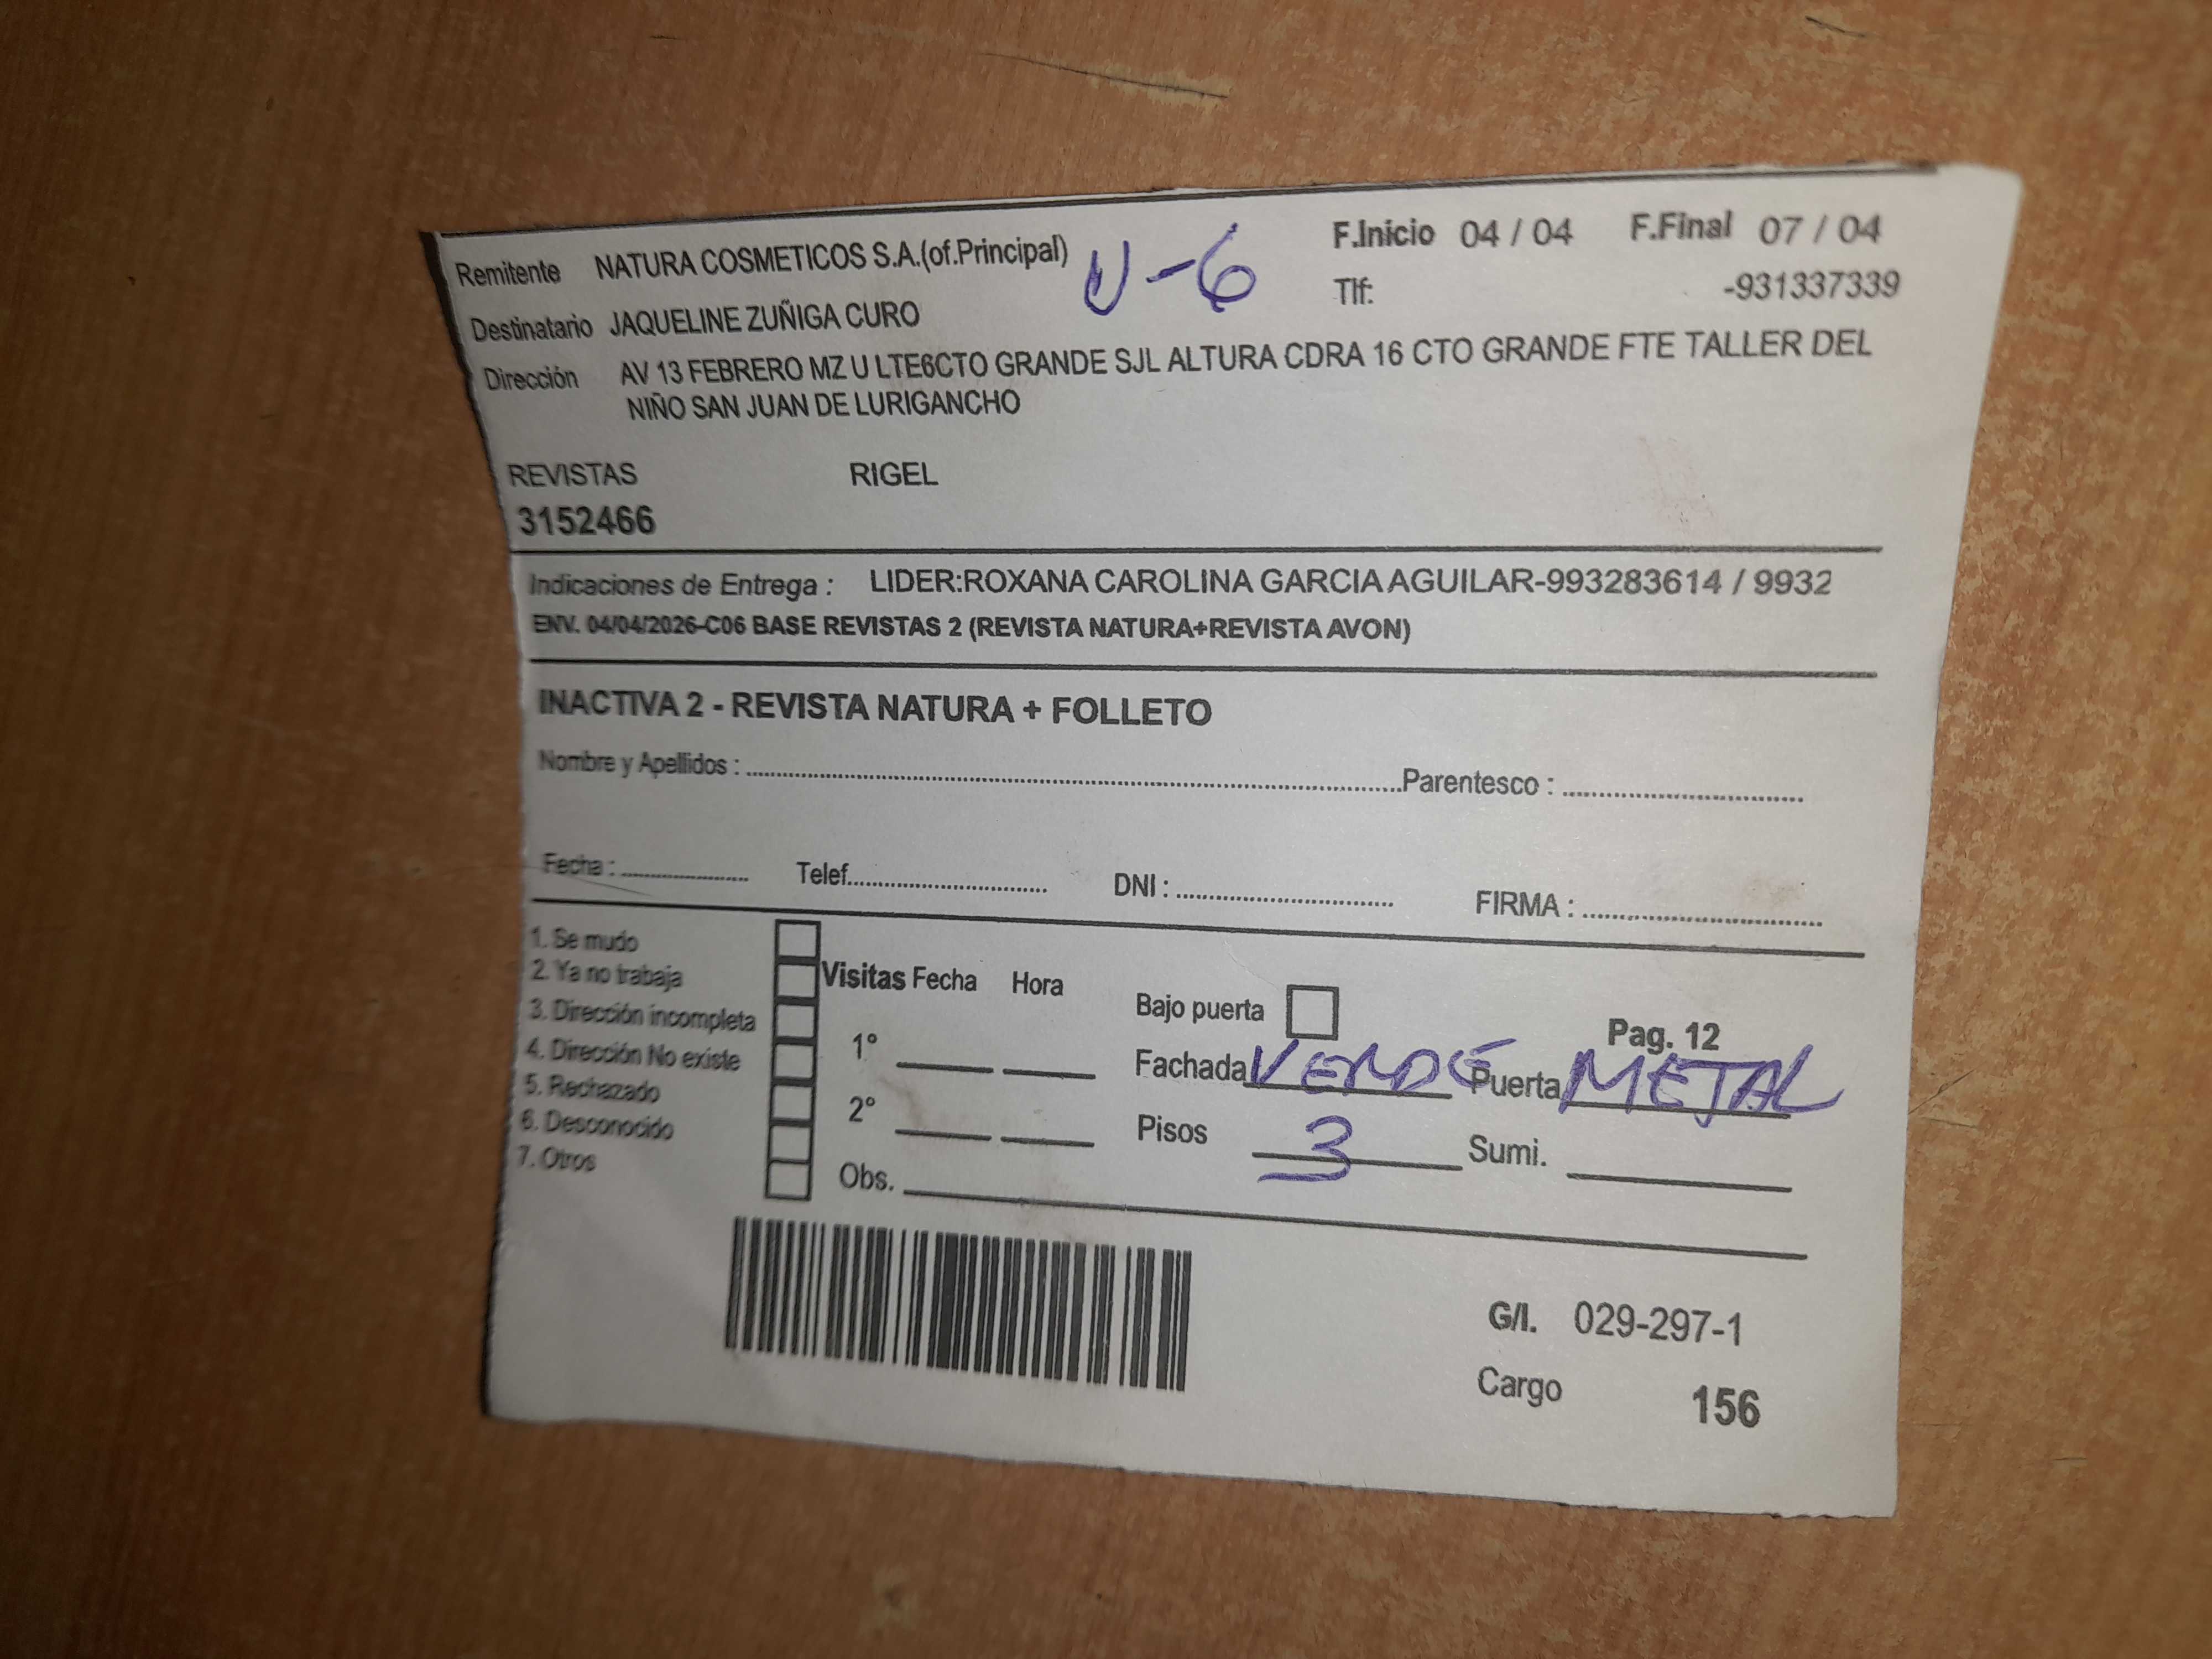 Remitente NATURA COSMETICOS S.A.(of.Principal) U-6 F.Inicio 04 / 04 F.Final 07 / 04
Tlf: -931337339
Destinatario JAQUELINE ZUÑIGA CURO
Dirección AV 13 FEBRERO MZ U LTE6CTO GRANDE SJL ALTURA CDRA 16 CTO GRANDE FTE TALLER DEL
NIÑO SAN JUAN DE LURIGANCHO
REVISTAS RIGEL
3152466
Indicaciones de Entrega : LIDER:ROXANA CAROLINA GARCIA AGUILAR-993283614 / 9932
ENV. 04/04/2026-C06 BASE REVISTAS 2 (REVISTA NATURA+REVISTA AVON)
INACTIVA 2 - REVISTA NATURA + FOLLETO
Nombre y Apellidos : Parentesco :
Fecha : Telef. DNI : FIRMA :
1. Se mudo
2. Ya no trabaja
3. Dirección incompleta
4. Dirección No existe
5. Rechazado
6. Desconocido
7. Otros
Visitas Fecha Hora
1°
2°
Obs.
Bajo puerta Pag. 12
Fachada VERDE Puerta METAL
Pisos 3 Sumi.
G/I. 029-297-1
Cargo 156